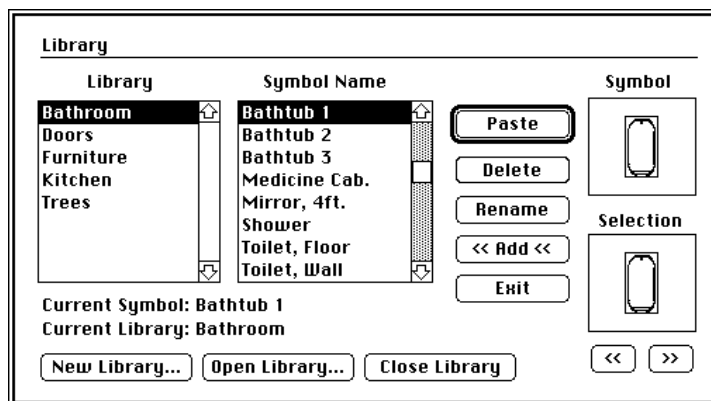 Library
Library
Bathroom
Doors
Furniture
Kitchen
Trees
Symbol Name
Bathtub 1
Bathtub 2
Bathtub 3
Medicine Cab.
Mirror, 4ft.
Shower
Toilet, Floor
Toilet, Wall
Paste
Delete
Rename
<< Add <<
Exit
Symbol
Selection
<< >>
Current Symbol: Bathtub 1
Current Library: Bathroom
New Library... Open Library... Close Library